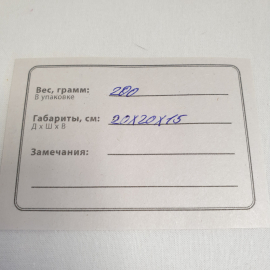 Вес, грамм: 200
В упаковке
Габариты, см: 20х20х15
Д х Ш х В
Замечания: